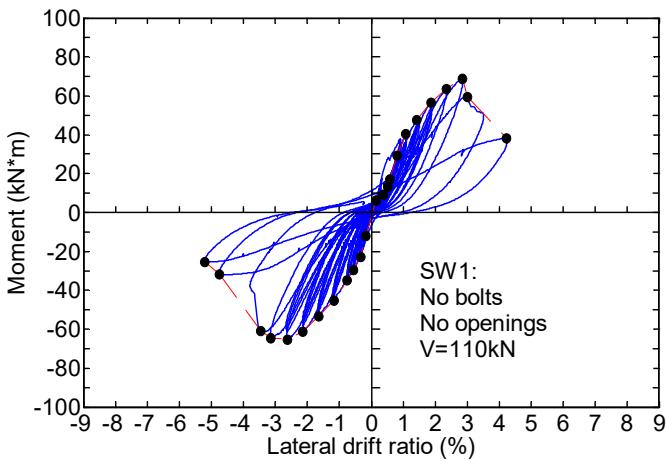 100
80
60
40
20
0
-20
-40
-60
-80
-100
Moment (kN*m)
SW1:
No bolts
No openings
V=110kN
-9 -8 -7 -6 -5 -4 -3 -2 -1 0 1 2 3 4 5 6 7 8 9
Lateral drift ratio (%)